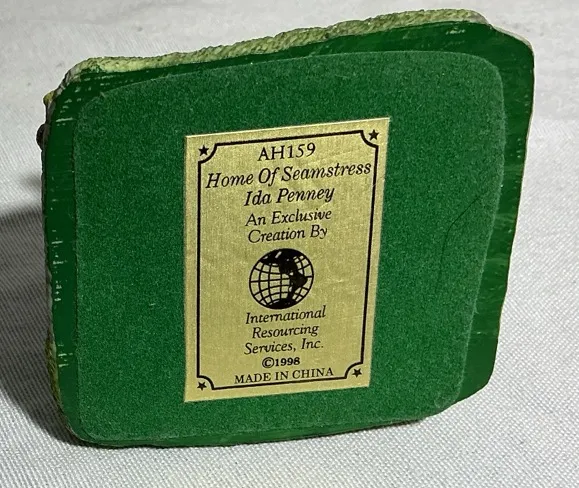 AH159
Home Of Seamstress
Ida Penney
An Exclusive
Creation By
International
Resourcing
Services, Inc.
©1998
MADE IN CHINA